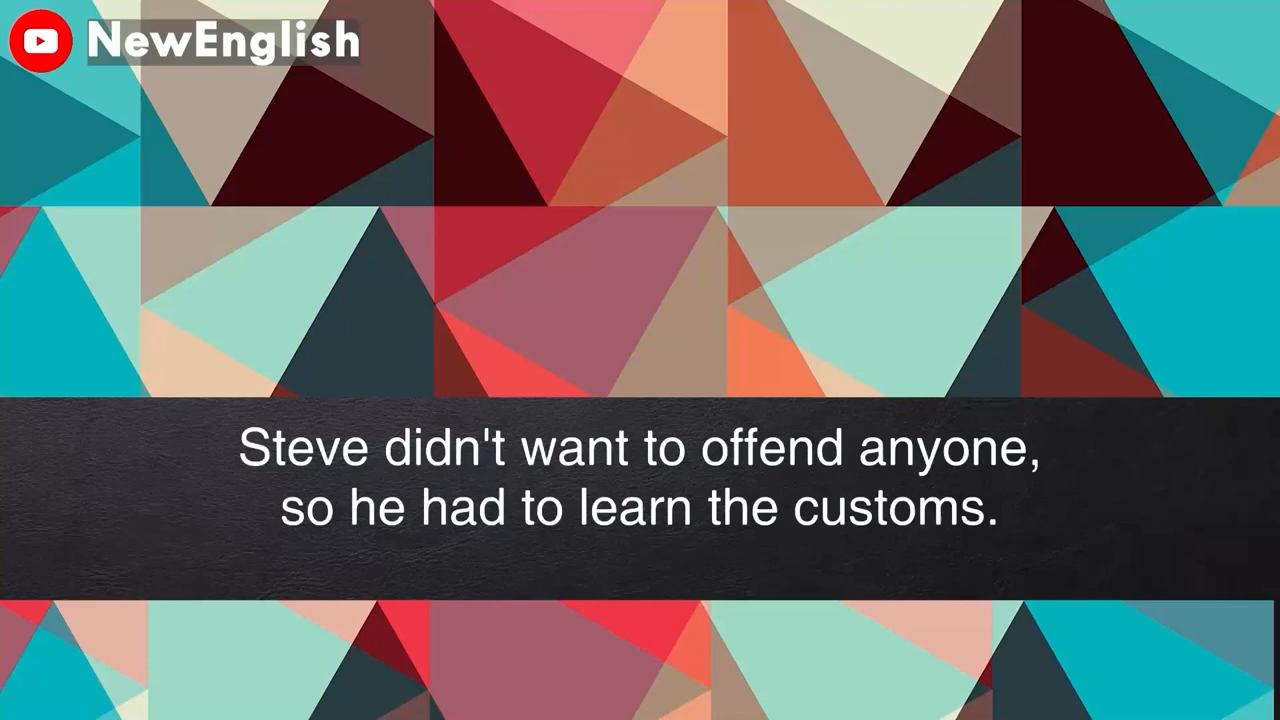 NewEnglish
Steve didn't want to offend anyone,
so he had to learn the customs.